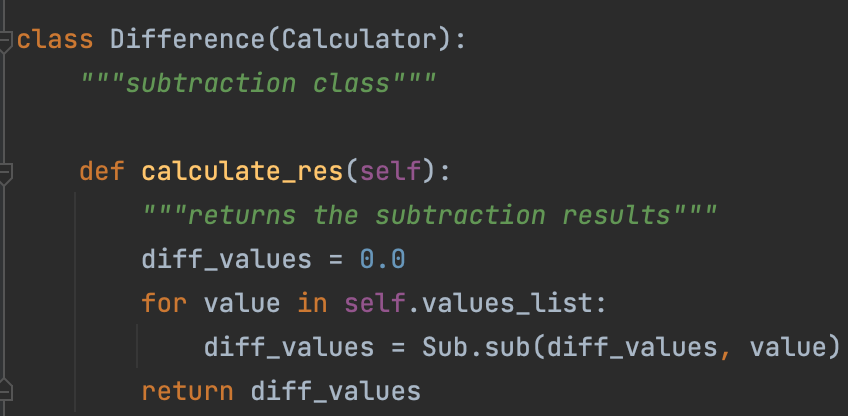 class Difference(Calculator):
    """subtraction class"""
    def calculate_res(self):
        """returns the subtraction results"""
        diff_values = 0.0
        for value in self.values_list:
            diff_values = Sub.sub(diff_values, value)
        return diff_values